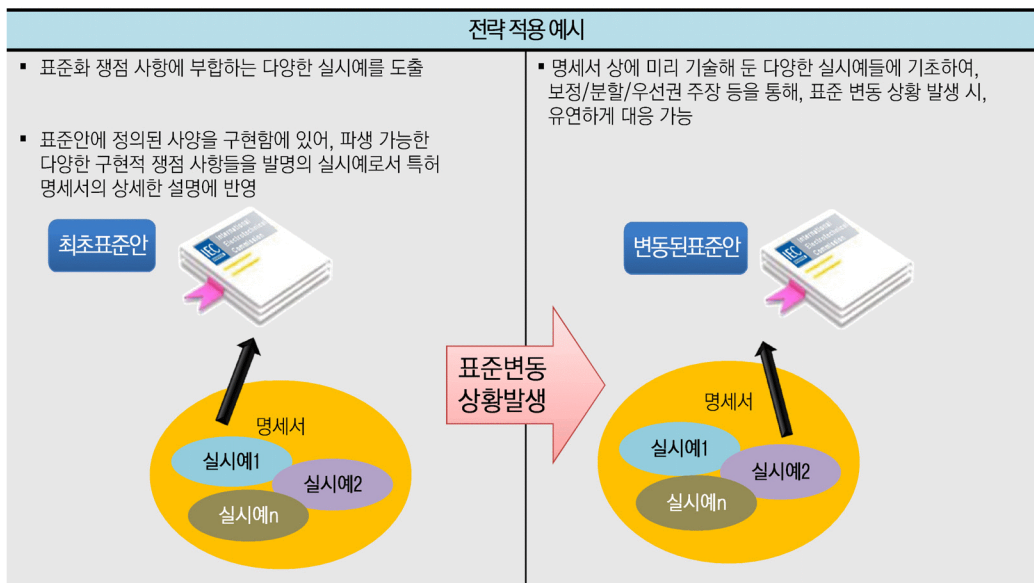 전략 적용 예시
▪ 표준화 쟁점 사항에 부합하는 다양한 실시예를 도출
▪ 표준안에 정의된 사양을 구현함에 있어, 파생 가능한
다양한 구현적 쟁점 사항들을 발명의 실시예로서 특허
명세서의 상세한 설명에 반영
최초표준안
IEC
International
Electrotechnical
Commission
명세서
실시예1
실시예2
실시예n
표준변동
상황발생
▪ 명세서 상에 미리 기술해 둔 다양한 실시예들에 기초하여,
보정/분할/우선권 주장 등을 통해, 표준 변동 상황 발생 시,
유연하게 대응 가능
변동된표준안
IEC
International
Electrotechnical
Commission
명세서
실시예1
실시예2
실시예n